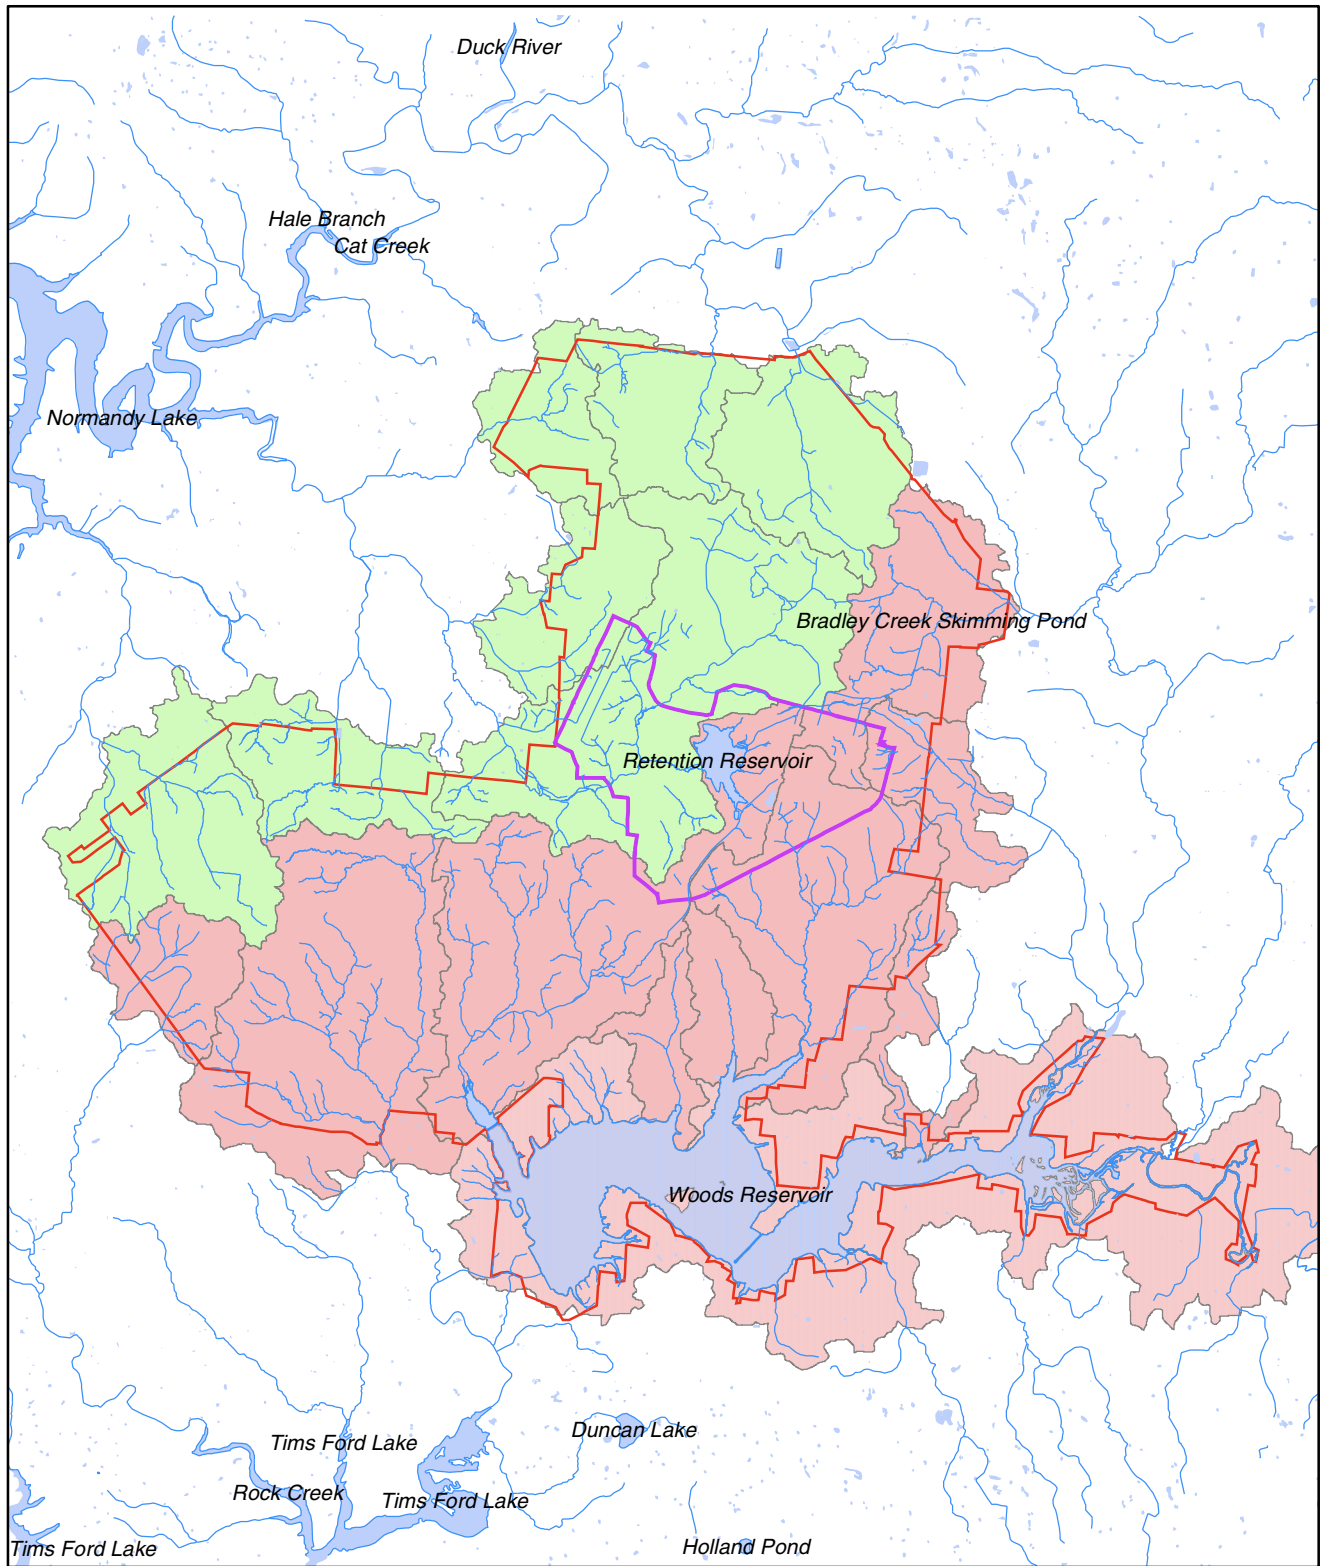 Duck River
Hale Branch
Cat Creek
Normandy Lake
Bradley Creek Skimming Pond
Retention Reservoir
Woods Reservoir
Duncan Lake
Tims Ford Lake
Rock Creek
Tims Ford Lake
Holland Pond
Tims Ford Lake